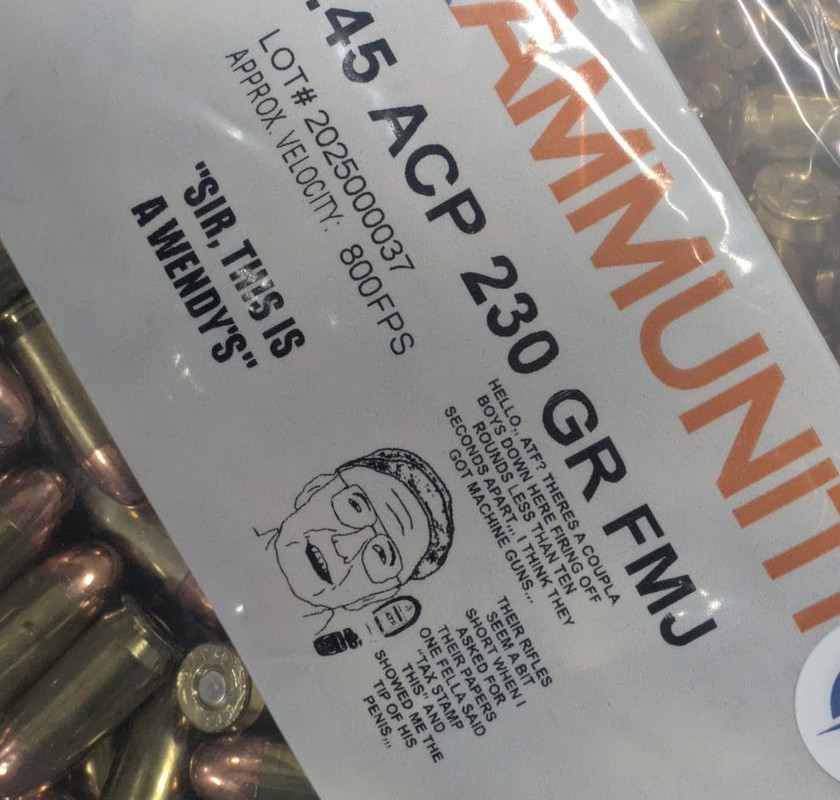 AMMUNITI
.45 ACP 230 GR FMJ
LOT# 2025000037
APPROX. VELOCITY: 800FPS
"SIR, THIS IS
A WENDY'S"
HELLO,, ATF? THERES A COUPLA
BOYS DOWN HERE FIRING OFF
ROUNDS LESS THAN TEN
SECONDS APART,,, I THINK THEY
GOT MACHINE GUNS,,,
ATF
THEIR RIFLES
SEEM A BIT
SHORT WHEN I
ASKED FOR
THEIR PAPERS
ONE FELLA SAID
"TAX STAMP
THIS" AND
SHOWED ME THE
TIP OF HIS
PENIS,,,